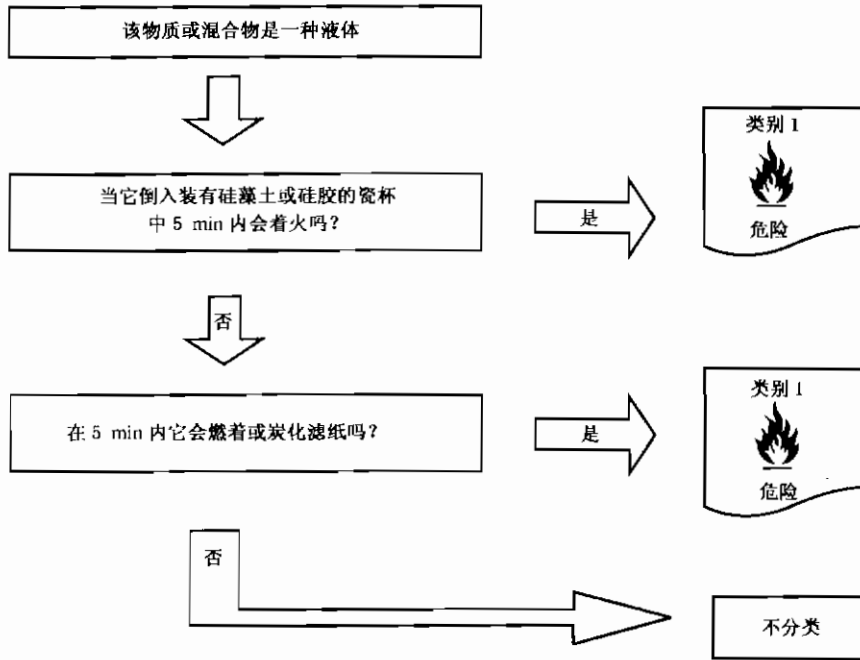 该物质或混合物是一种液体
当它倒入装有硅藻土或硅胶的瓷杯
中 5 min 内会着火吗?
是
类别 1
危险
否
在 5 min 内它会燃着或炭化滤纸吗?
是
类别 1
危险
否
不分类